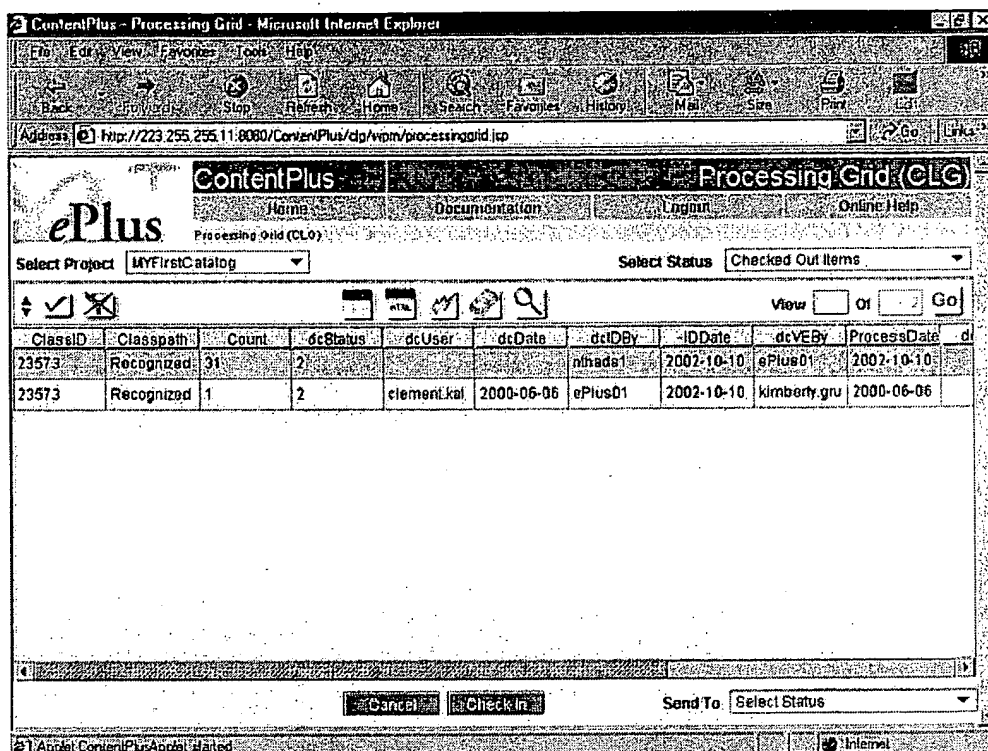 ContentPlus - Processing Grid - Microsoft Internet Explorer
File Edit View Favorites Tools Help
Back Forward Stop Refresh Home Search Favorites History Mail Size Print Edit
Address http://223.255.255.11:8080/ContentPlus/clg/wpm/processinggrid.jsp Go Links
ePlus
ContentPlus Processing Grid (CLG)
Home Documentation Logout Online Help
Processing Grid (CLG)
Select Project MYFirstCatalog Select Status Checked Out Items
HTML View Of 2 Go
ClassID Classpath Count dcStatus dcUser dcDate dcIDBy IDDate dcVEBy ProcessDate
23573 Recognized 31 2 nthada1 2002-10-10 ePlus01 2002-10-10
23573 Recognized 1 2 clement.kal 2000-06-06 ePlus01 2002-10-10 kimberly.gru 2000-06-06
Cancel Check In Send To Select Status
Applet ContentPlusApplet started Internet